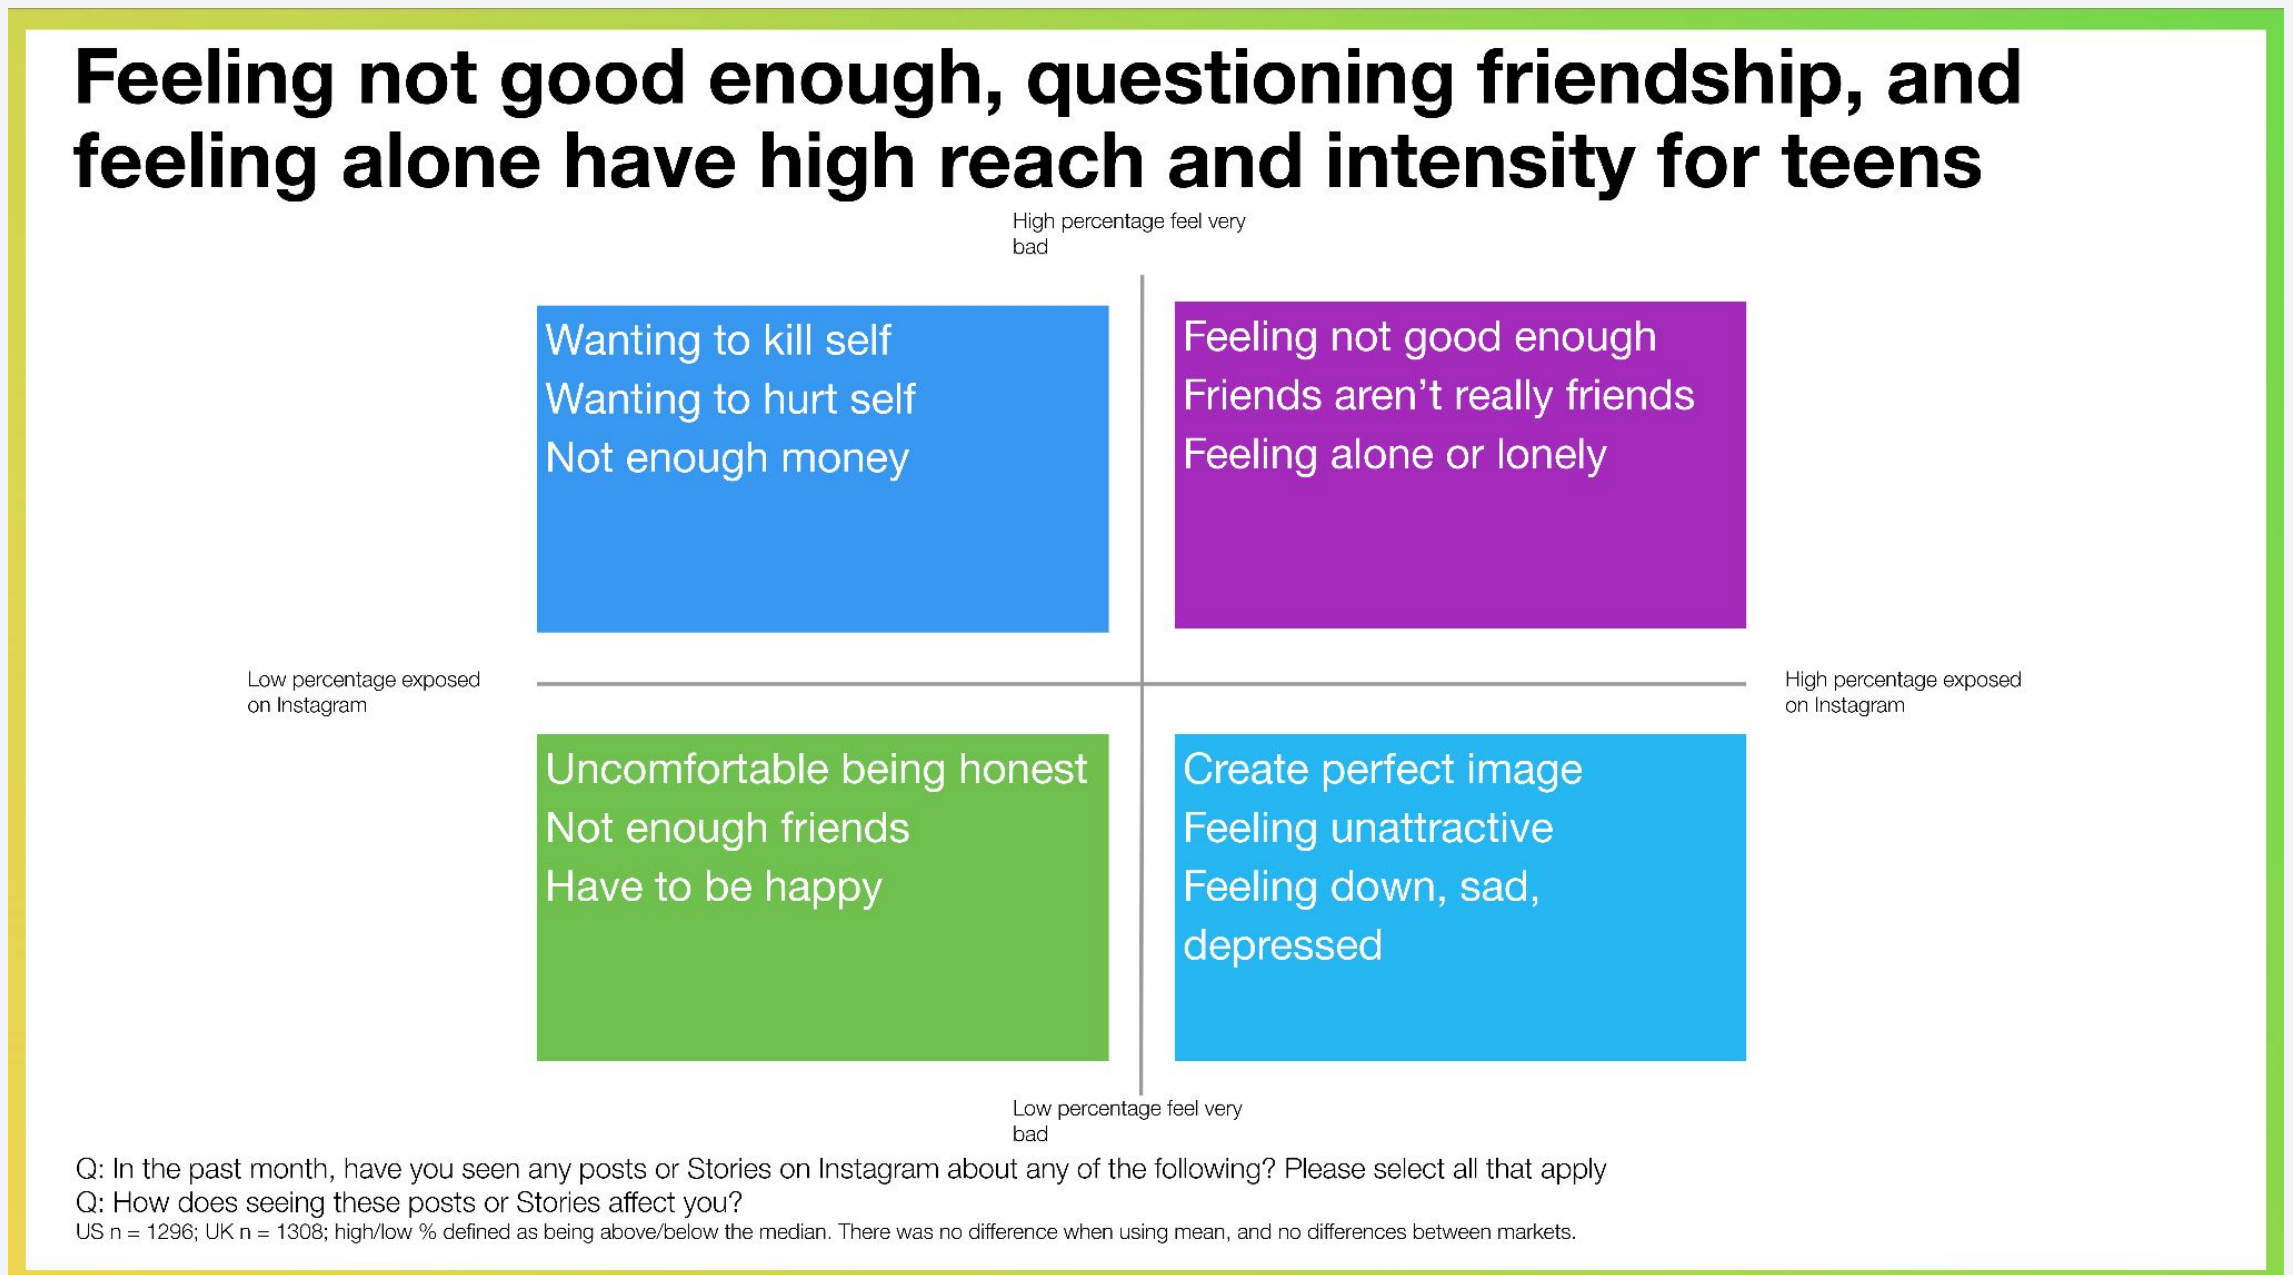 Feeling not good enough, questioning friendship, and
feeling alone have high reach and intensity for teens
High percentage feel very
bad
Wanting to kill self
Wanting to hurt self
Not enough money
Feeling not good enough
Friends aren’t really friends
Feeling alone or lonely
Low percentage exposed
on Instagram
High percentage exposed
on Instagram
Uncomfortable being honest
Not enough friends
Have to be happy
Create perfect image
Feeling unattractive
Feeling down, sad,
depressed
Low percentage feel very
bad
Q: In the past month, have you seen any posts or Stories on Instagram about any of the following? Please select all that apply
Q: How does seeing these posts or Stories affect you?
US n = 1296; UK n = 1308; high/low % defined as being above/below the median. There was no difference when using mean, and no differences between markets.